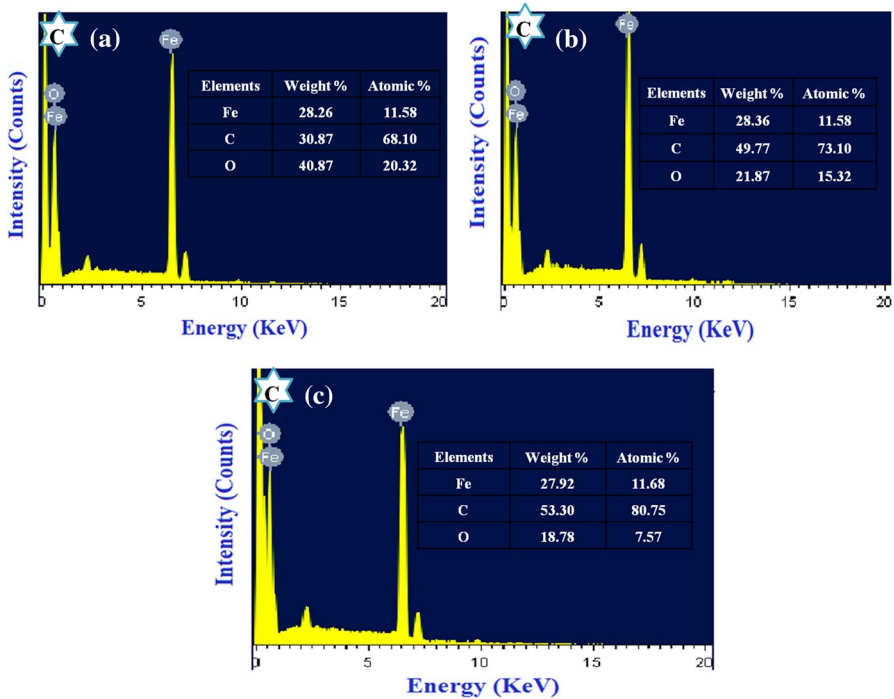 C (a) Fe
O
Fe
Elements Weight % Atomic %
Fe 28.26 11.58
C 30.87 68.10
O 40.87 20.32
Intensity (Counts)
0 5 10 15 20
Energy (KeV)
C (b) Fe
O
Fe
Elements Weight % Atomic %
Fe 28.36 11.58
C 49.77 73.10
O 21.87 15.32
Intensity (Counts)
0 5 10 15 20
Energy (KeV)
C (c) Fe
O
Fe
Elements Weight % Atomic %
Fe 27.92 11.68
C 53.30 80.75
O 18.78 7.57
Intensity (Counts)
0 5 10 15 20
Energy (KeV)